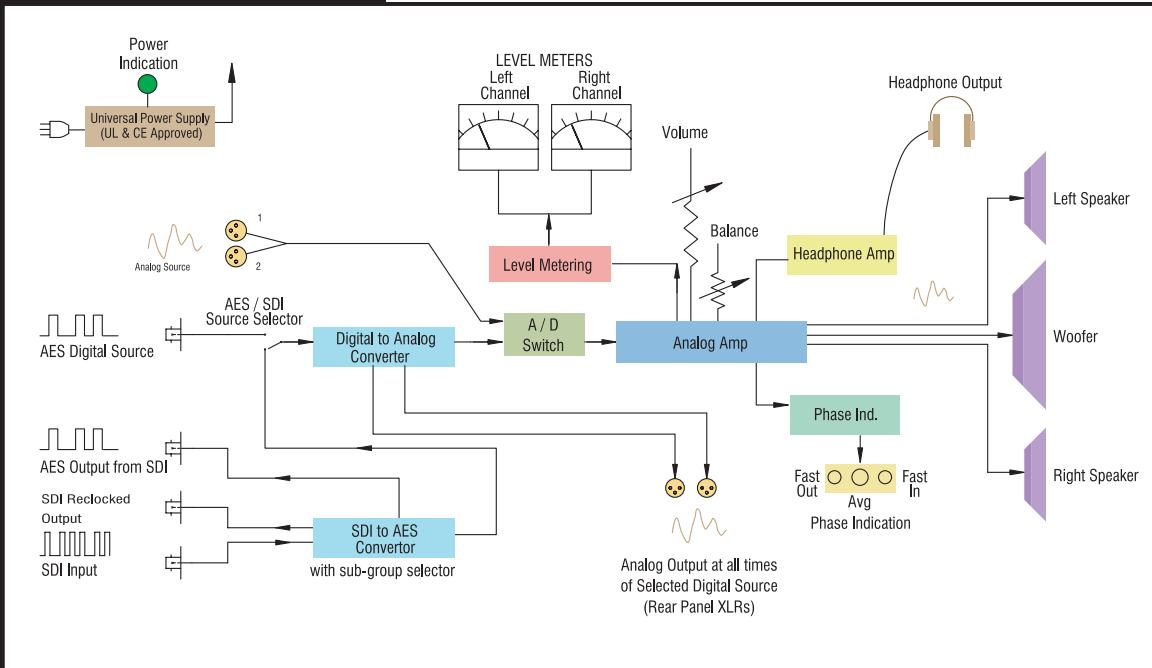 Power
Indication
Universal Power Supply
(UL & CE Approved)
LEVEL METERS
Left
Channel
Right
Channel
Volume
Balance
Headphone Output
Left Speaker
1
2
Analog Source
Level Metering
Headphone Amp
AES / SDI
Source Selector
AES Digital Source
Digital to Analog
Converter
A / D
Switch
Analog Amp
Woofer
Phase Ind.
AES Output from SDI
Fast
Out
Avg
Fast
In
Phase Indication
Right Speaker
SDI Reclocked
Output
SDI Input
SDI to AES
Convertor
with sub-group selector
Analog Output at all times
of Selected Digital Source
(Rear Panel XLRs)